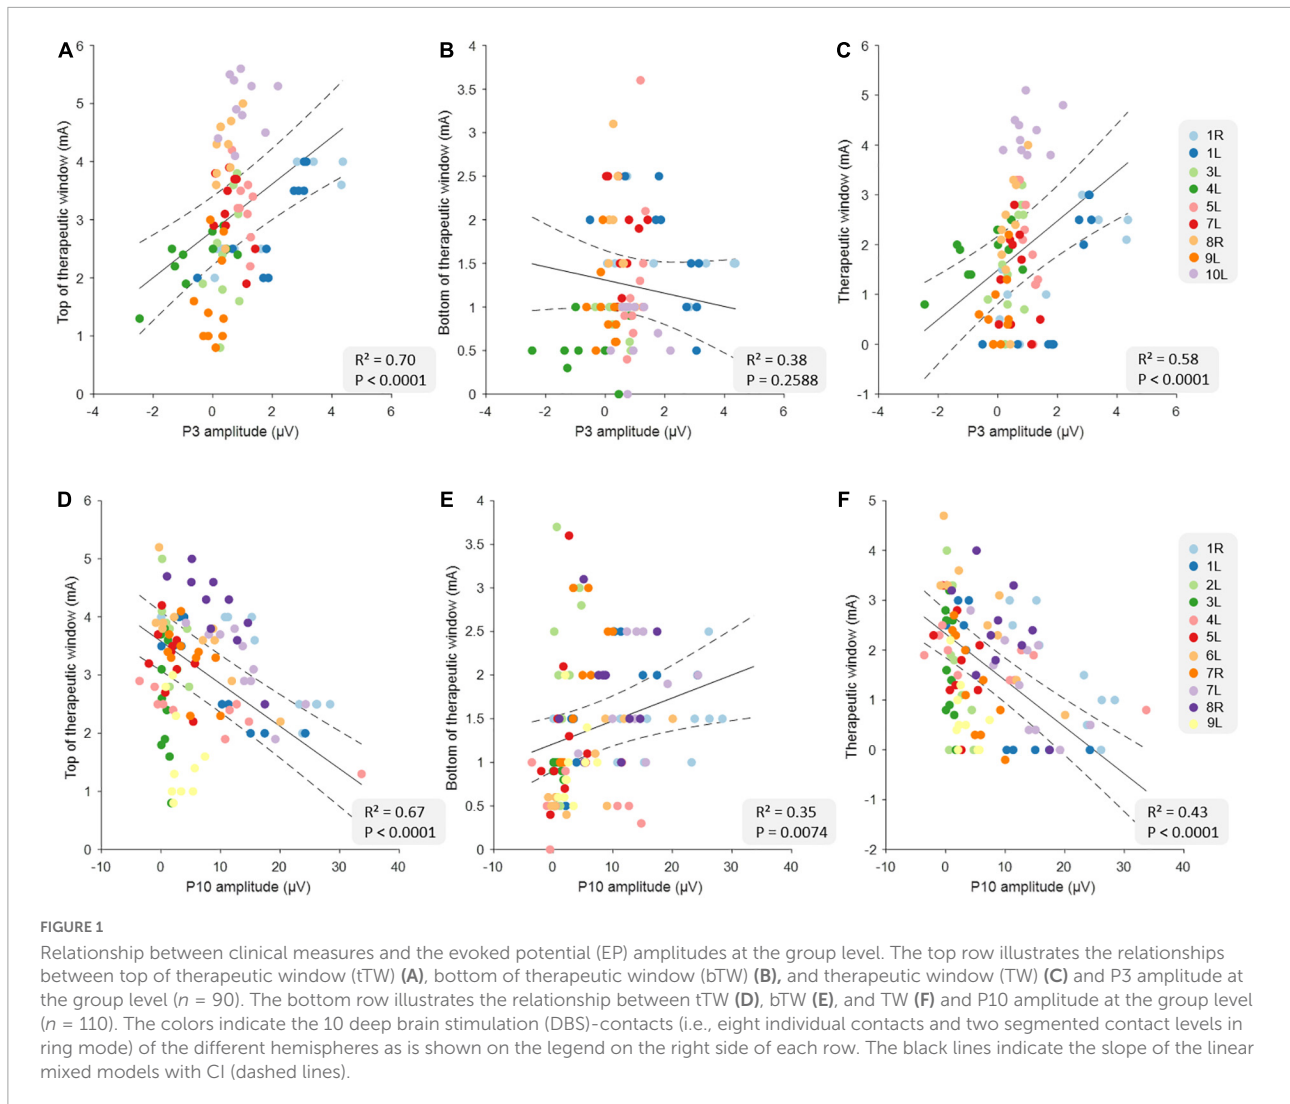 A
6
5
4
3
2
1
0
Top of therapeutic window (mA)
-4
-2
0
2
4
6
P3 amplitude (µV)
R² = 0.70
P < 0.0001
B
4
3.5
3
2.5
2
1.5
1
0.5
0
Bottom of therapeutic window (mA)
-4
-2
0
2
4
6
P3 amplitude (µV)
R² = 0.38
P = 0.2588
C
6
5
4
3
2
1
0
-1
Therapeutic window (mA)
-4
-2
0
2
4
6
P3 amplitude (µV)
R² = 0.58
P < 0.0001
1R
1L
3L
4L
5L
7L
8R
9L
10L
D
6
5
4
3
2
1
0
Top of therapeutic window (mA)
-10
0
10
20
30
40
P10 amplitude (µV)
R² = 0.67
P < 0.0001
E
4
3.5
3
2.5
2
1.5
1
0.5
0
Bottom of therapeutic window (mA)
-10
0
10
20
30
40
P10 amplitude (µV)
R² = 0.35
P = 0.0074
F
5
4
3
2
1
0
-1
-2
Therapeutic window (mA)
-10
0
10
20
30
40
P10 amplitude (µV)
R² = 0.43
P < 0.0001
1R
1L
2L
3L
4L
5L
6L
7R
7L
8R
9L
FIGURE 1
Relationship between clinical measures and the evoked potential (EP) amplitudes at the group level. The top row illustrates the relationships
between top of therapeutic window (tTW) (A), bottom of therapeutic window (bTW) (B), and therapeutic window (TW) (C) and P3 amplitude at
the group level (n = 90). The bottom row illustrates the relationship between tTW (D), bTW (E), and TW (F) and P10 amplitude at the group level
(n = 110). The colors indicate the 10 deep brain stimulation (DBS)-contacts (i.e., eight individual contacts and two segmented contact levels in
ring mode) of the different hemispheres as is shown on the legend on the right side of each row. The black lines indicate the slope of the linear
mixed models with CI (dashed lines).